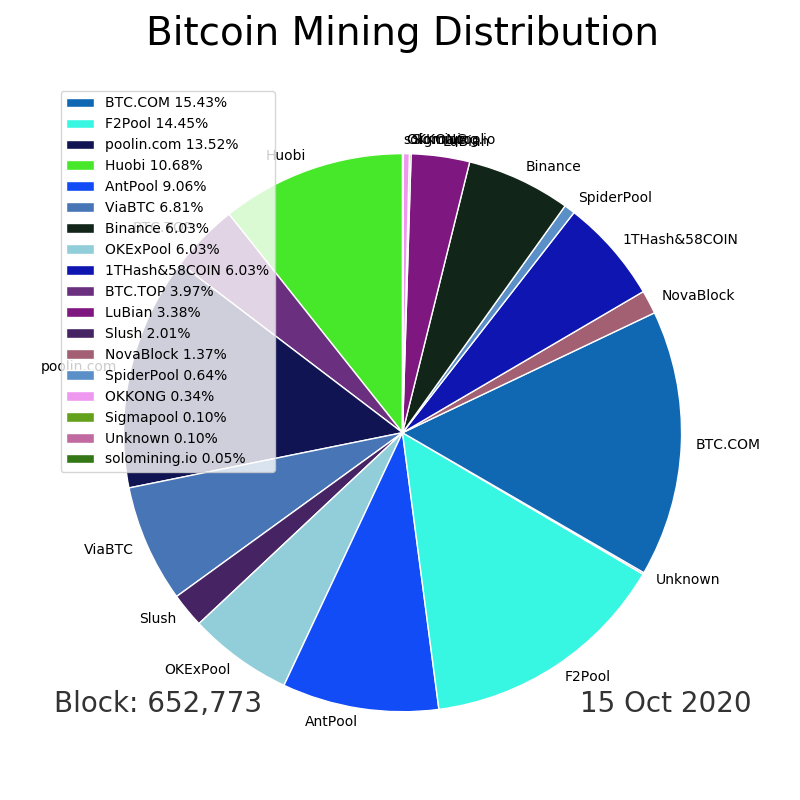 Bitcoin Mining Distribution
BTC.COM 15.43%
F2Pool 14.45%
poolin.com 13.52%
Huobi 10.68%
AntPool 9.06%
ViaBTC 6.81%
Binance 6.03%
OKExPool 6.03%
1THash&58COIN 6.03%
BTC.TOP 3.97%
LuBian 3.38%
Slush 2.01%
NovaBlock 1.37%
SpiderPool 0.64%
OKKONG 0.34%
Sigmapool 0.10%
Unknown 0.10%
solomining.io 0.05%
Huobi
Binance
SpiderPool
1THash&58COIN
NovaBlock
poolin.com
BTC.COM
ViaBTC
Unknown
Slush
OKExPool
F2Pool
AntPool
Block: 652,773
15 Oct 2020